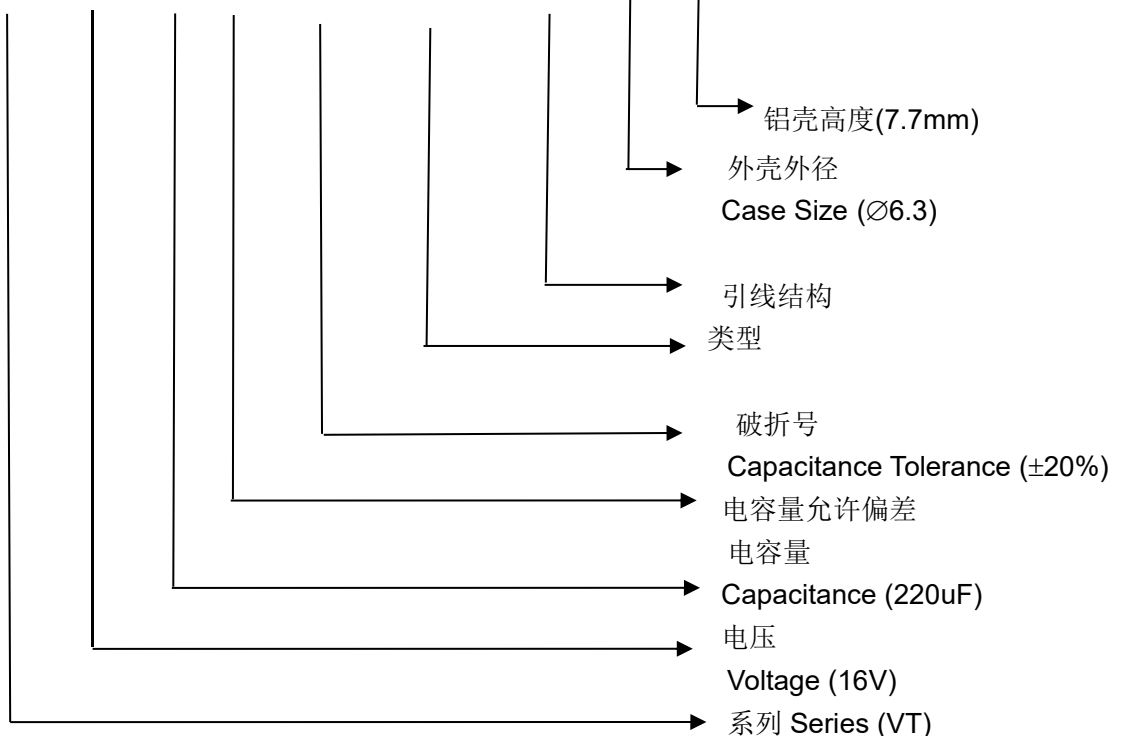 铝壳高度(7.7mm)
外壳外径
Case Size (∅6.3)
引线结构
类型
破折号
Capacitance Tolerance (±20%)
电容量允许偏差
电容量
Capacitance (220uF)
电压
Voltage (16V)
系列 Series (VT)